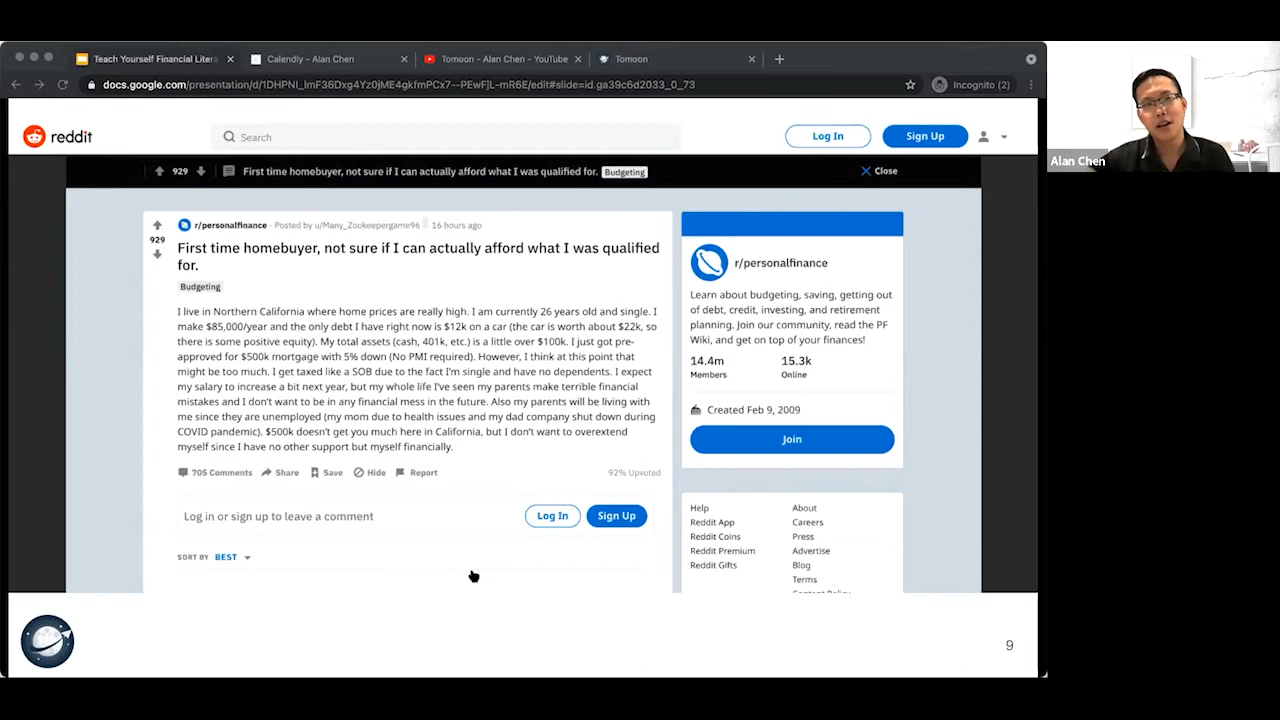 Teach Yourself Financial Litera
Calendly - Alan Chen
Tomoon - Alan Chen - YouTube
Tomoon
Incognito (2)
reddit
Search
Log In
Sign Up
929
First time homebuyer, not sure if I can actually afford what I was qualified for.
Budgeting
Close
Alan Chen
r/personalfinance · Posted by u/Many_Zookeepergame96 16 hours ago
929
First time homebuyer, not sure if I can actually afford what I was qualified
for.
Budgeting
I live in Northern California where home prices are really high. I am currently 26 years old and single. I
make $85,000/year and the only debt I have right now is $12k on a car (the car is worth about $22k, so
there is some positive equity). My total assets (cash, 401k, etc.) is a little over $100k. I just got pre-
approved for $500k mortgage with 5% down (No PMI required). However, I think at this point that
might be too much. I get taxed like a SOB due to the fact I'm single and have no dependents. I expect
my salary to increase a bit next year, but my whole life I've seen my parents make terrible financial
mistakes and I don't want to be in any financial mess in the future. Also my parents will be living with
me since they are unemployed (my mom due to health issues and my dad company shut down during
COVID pandemic). $500k doesn't get you much here in California, but I don't want to overextend
myself since I have no other support but myself financially.
705 Comments
Share
Save
Hide
Report
92% Upvoted
Log in or sign up to leave a comment
Log In
Sign Up
SORT BY BEST
r/personalfinance
Learn about budgeting, saving, getting out
of debt, credit, investing, and retirement
planning. Join our community, read the PF
Wiki, and get on top of your finances!
14.4m
15.3k
Members
Online
Created Feb 9, 2009
Join
Help
About
Reddit App
Careers
Reddit Coins
Press
Reddit Premium
Advertise
Reddit Gifts
Blog
Terms
9